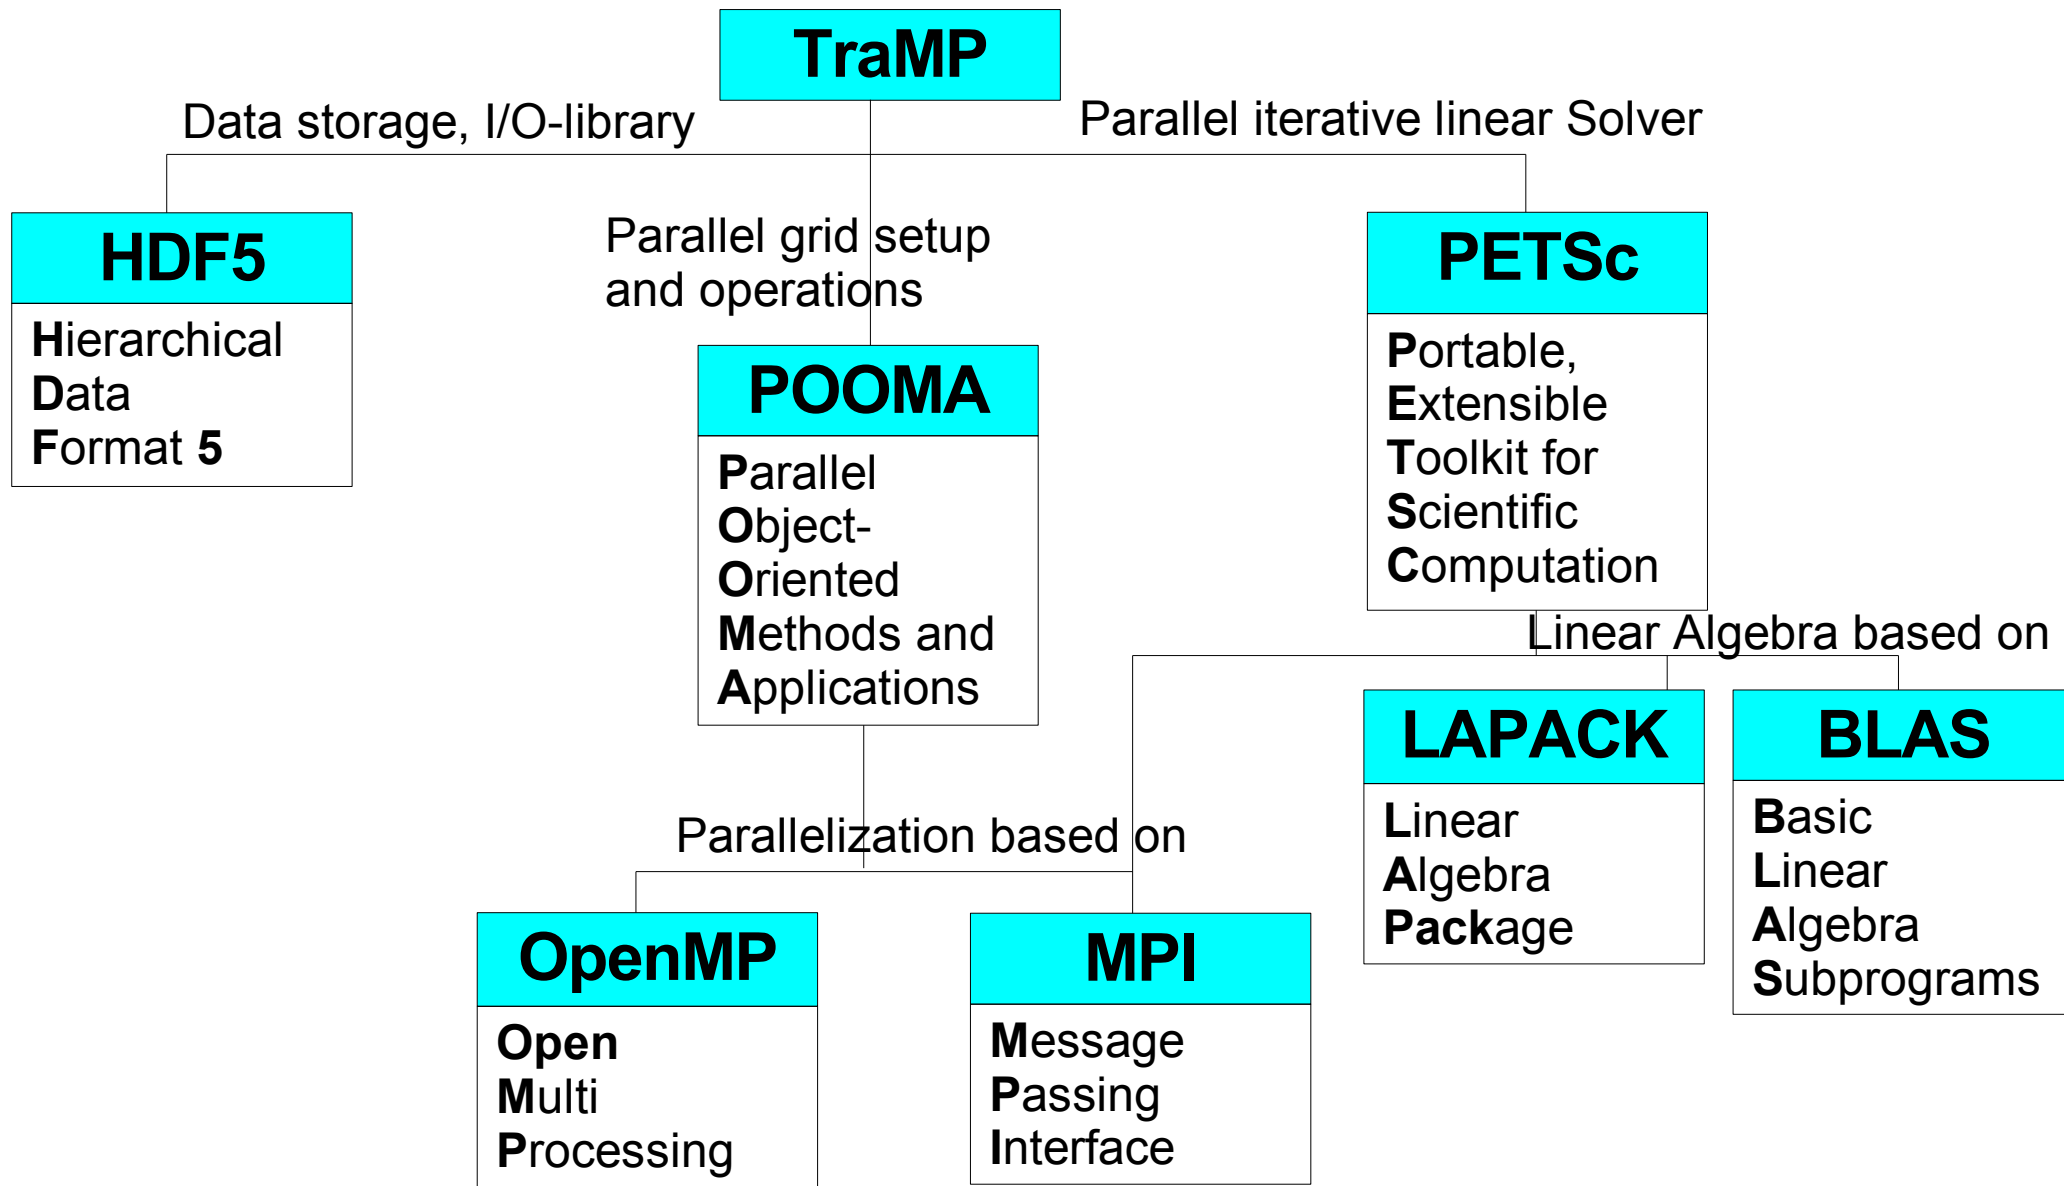 TraMP
Data storage, I/O-library
Parallel iterative linear Solver
HDF5
Hierarchical
Data
Format 5
Parallel grid setup
and operations
PETSc
Portable,
Extensible
Toolkit for
Scientific
Computation
POOMA
Parallel
Object-
Oriented
Methods and
Applications
Linear Algebra based on
LAPACK
Linear
Algebra
Package
BLAS
Basic
Linear
Algebra
Subprograms
Parallelization based on
OpenMP
Open
Multi
Processing
MPI
Message
Passing
Interface